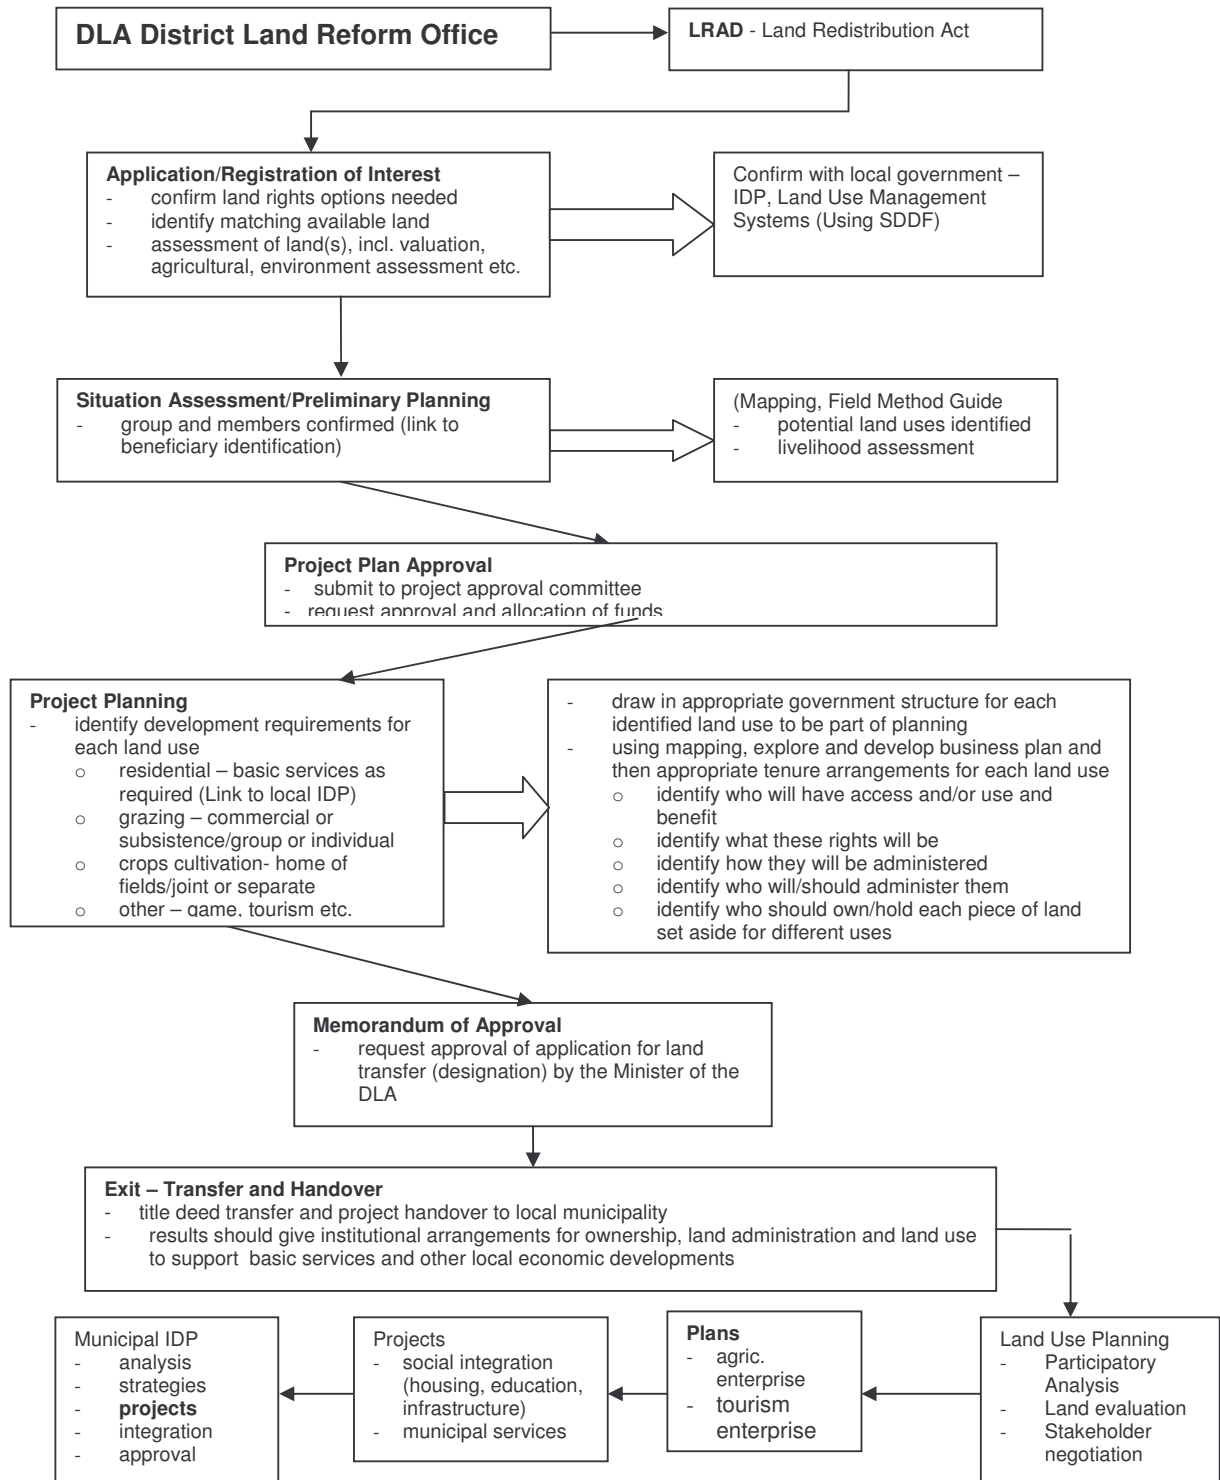 DLA District Land Reform Office
LRAD - Land Redistribution Act
Application/Registration of Interest
- confirm land rights options needed
- identify matching available land
- assessment of land(s), incl. valuation,
agricultural, environment assessment etc.
Confirm with local government –
IDP, Land Use Management
Systems (Using SDDF)
Situation Assessment/Preliminary Planning
- group and members confirmed (link to
beneficiary identification)
(Mapping, Field Method Guide
- potential land uses identified
- livelihood assessment
Project Plan Approval
- submit to project approval committee
- request approval and allocation of funds
Project Planning
- identify development requirements for
each land use
o residential – basic services as
required (Link to local IDP)
o grazing – commercial or
subsistence/group or individual
o crops cultivation- home of
fields/joint or separate
o other – game, tourism etc.
- draw in appropriate government structure for each
identified land use to be part of planning
- using mapping, explore and develop business plan and
then appropriate tenure arrangements for each land use
o identify who will have access and/or use and
benefit
o identify what these rights will be
o identify how they will be administered
o identify who will/should administer them
o identify who should own/hold each piece of land
set aside for different uses
Memorandum of Approval
- request approval of application for land
transfer (designation) by the Minister of the
DLA
Exit – Transfer and Handover
- title deed transfer and project handover to local municipality
- results should give institutional arrangements for ownership, land administration and land use
to support basic services and other local economic developments
Municipal IDP
- analysis
- strategies
- projects
- integration
- approval
Projects
- social integration
(housing, education,
infrastructure)
- municipal services
Plans
- agric.
enterprise
- tourism
enterprise
Land Use Planning
- Participatory
Analysis
- Land evaluation
- Stakeholder
negotiation